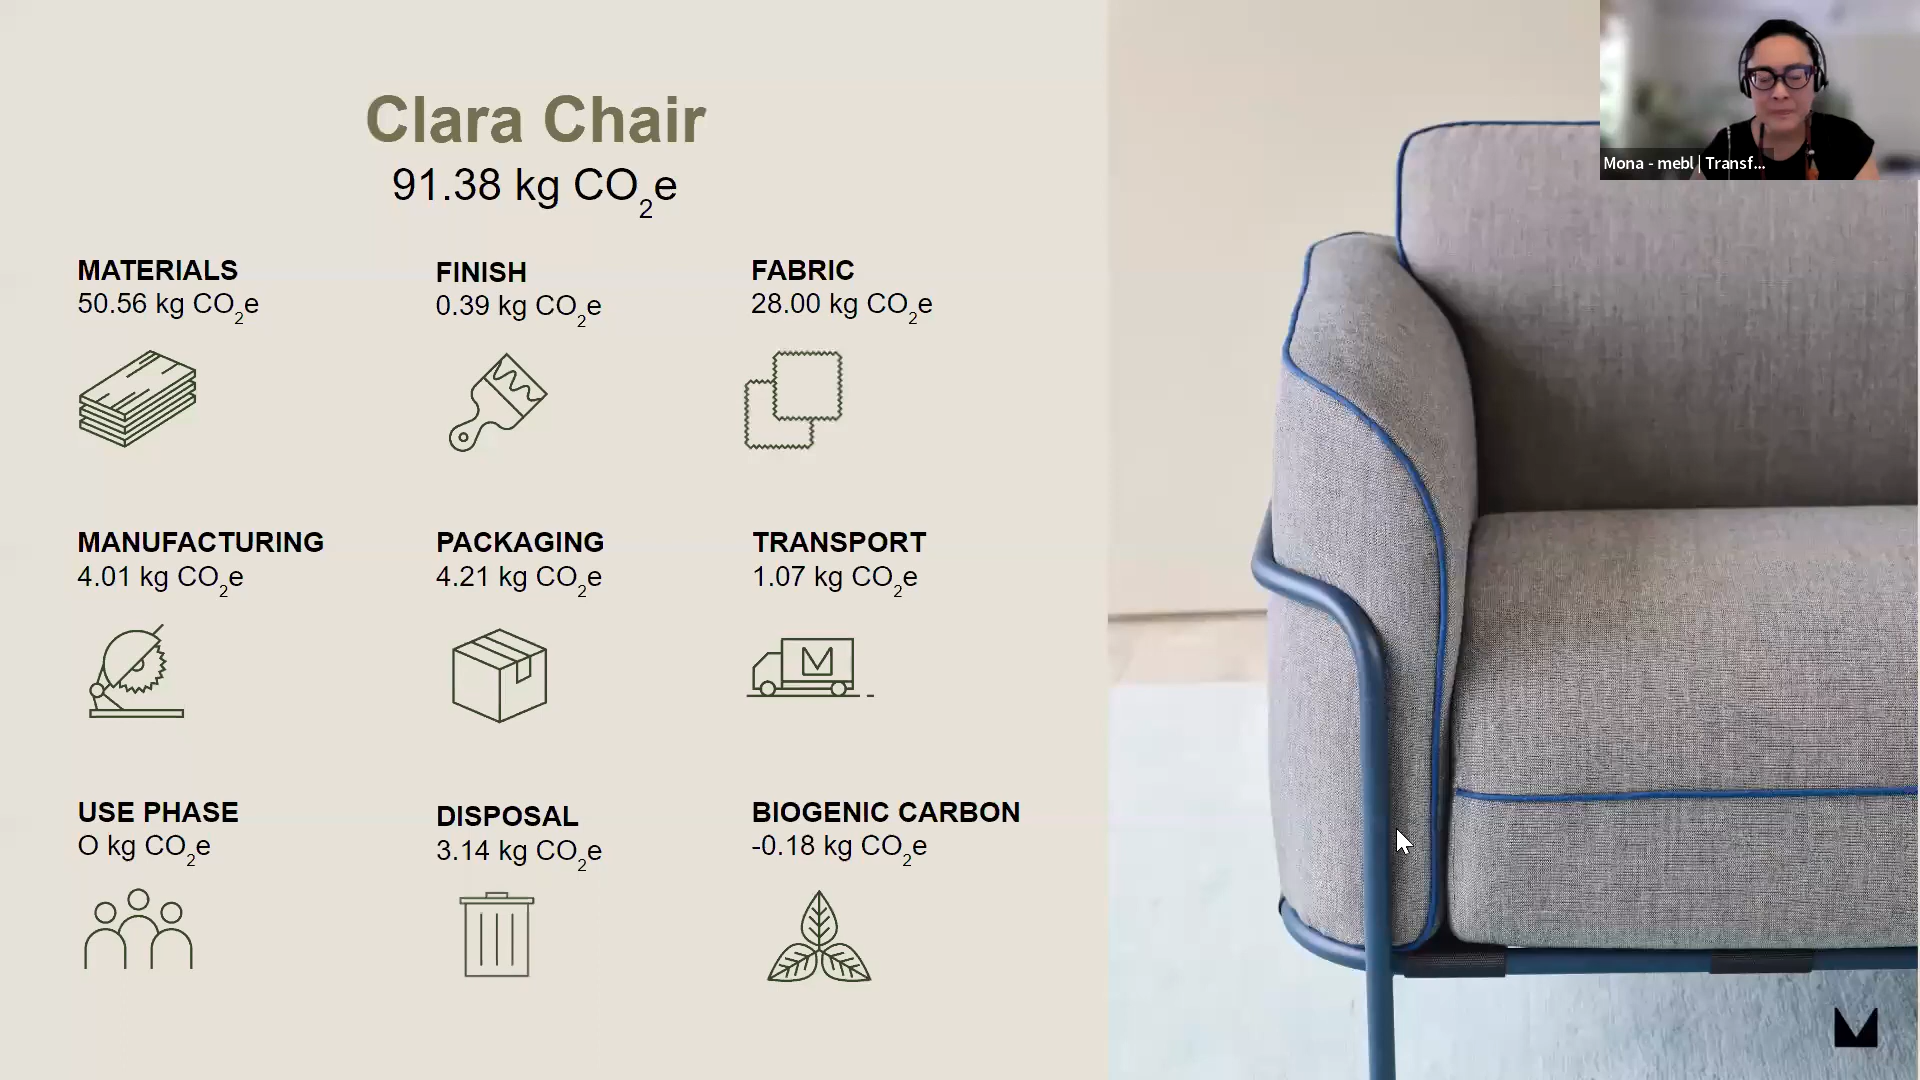 Clara Chair
91.38 kg CO2e
MATERIALS
50.56 kg CO2e
FINISH
0.39 kg CO2e
FABRIC
28.00 kg CO2e
MANUFACTURING
4.01 kg CO2e
PACKAGING
4.21 kg CO2e
TRANSPORT
1.07 kg CO2e
USE PHASE
O kg CO2e
DISPOSAL
3.14 kg CO2e
BIOGENIC CARBON
-0.18 kg CO2e
Mona - mebl | Transf...